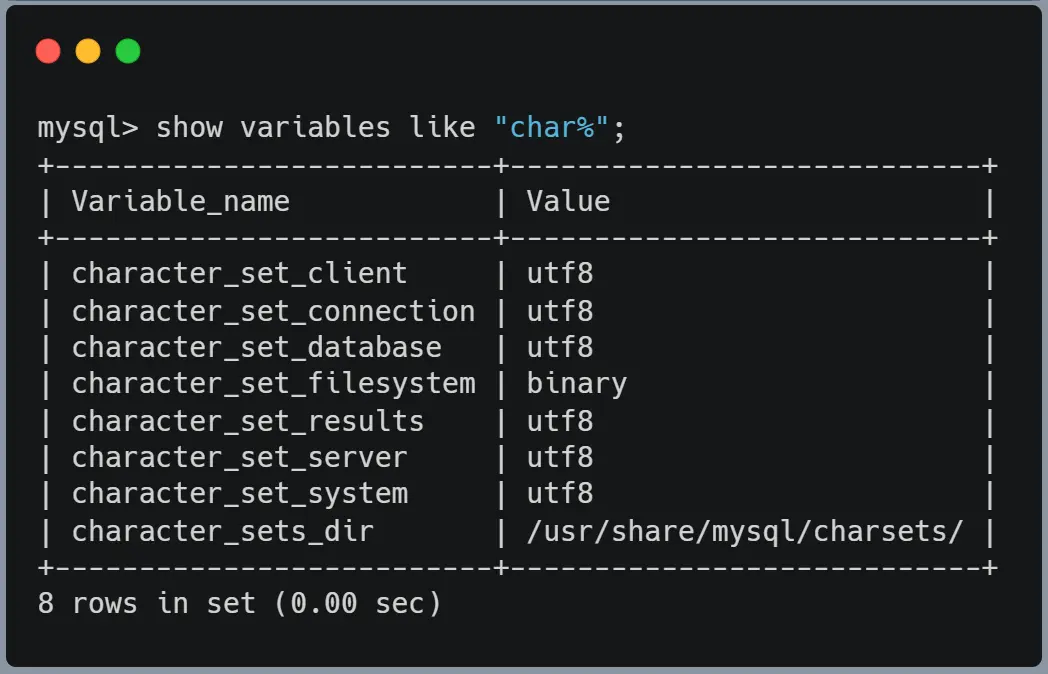 mysql> show variables like "char%";
+--------------------------+----------------------------+
| Variable_name            | Value                      |
+--------------------------+----------------------------+
| character_set_client     | utf8                       |
| character_set_connection | utf8                       |
| character_set_database   | utf8                       |
| character_set_filesystem | binary                     |
| character_set_results    | utf8                       |
| character_set_server     | utf8                       |
| character_set_system     | utf8                       |
| character_sets_dir       | /usr/share/mysql/charsets/ |
+--------------------------+----------------------------+
8 rows in set (0.00 sec)